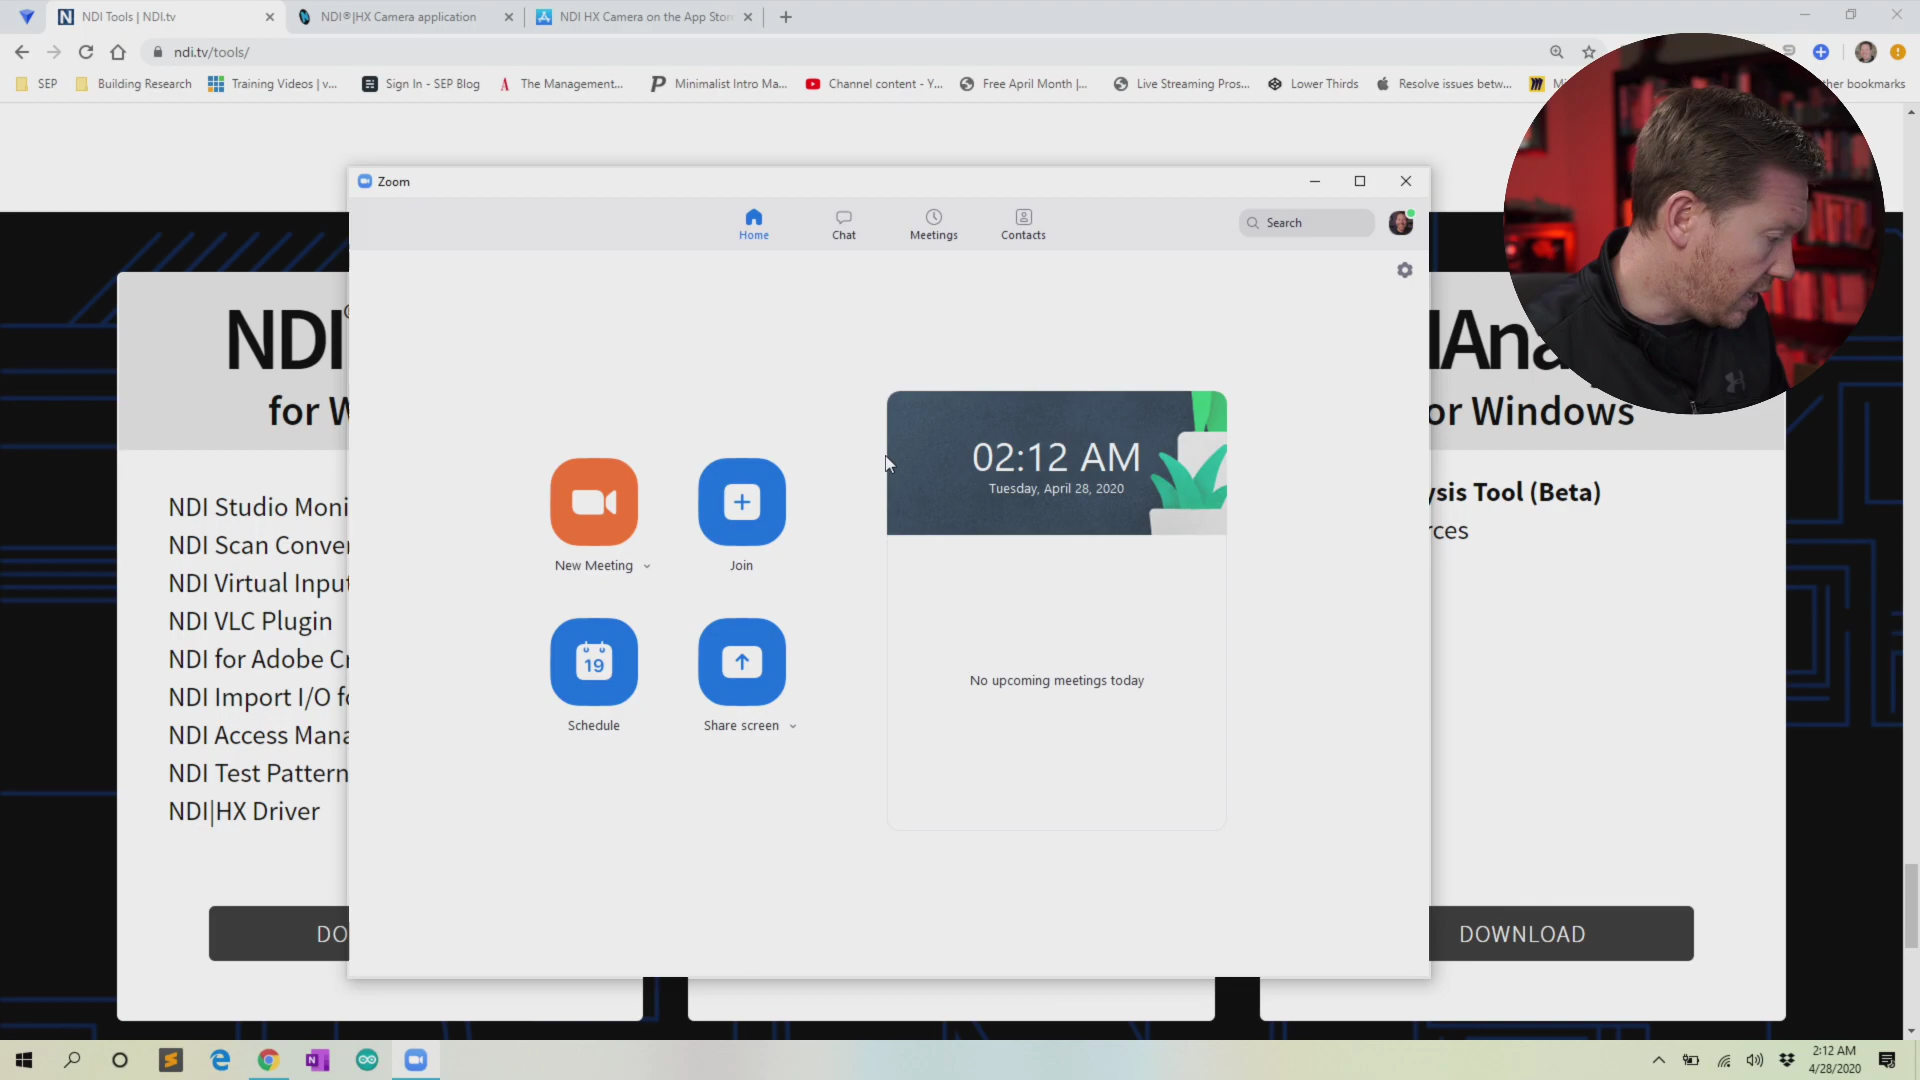 NDI Tools | NDI.tv
NDI®|HX Camera application
NDI HX Camera on the App Stor
ndi.tv/tools/
SEP
Building Research
Training Videos | v...
Sign In - SEP Blog
The Management...
Minimalist Intro Ma...
Channel content - Y...
Free April Month |...
Live Streaming Pros...
Lower Thirds
Resolve issues betw...
her bookmarks
Zoom
Home
Chat
Meetings
Contacts
Search
NDI
for W
NDI Studio Moni
NDI Scan Conver
NDI Virtual Input
NDI VLC Plugin
NDI for Adobe Cr
NDI Import I/O fo
NDI Access Mana
NDI Test Pattern
NDI|HX Driver
DO
New Meeting
Join
19
Schedule
Share screen
02:12 AM
Tuesday, April 28, 2020
No upcoming meetings today
IAna
or Windows
ysis Tool (Beta)
rces
DOWNLOAD
2:12 AM
4/28/2020